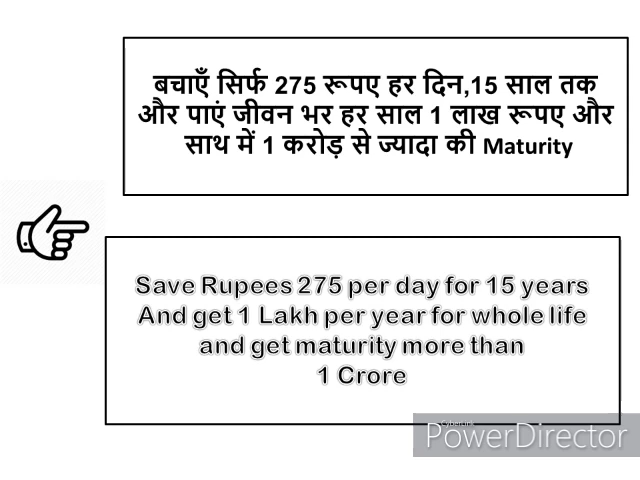 बचाएँ सिर्फ 275 रूपए हर दिन,15 साल तक
और पाएं जीवन भर हर साल 1 लाख रूपए और
साथ में 1 करोड़ से ज्यादा की Maturity
Save Rupees 275 per day for 15 years
And get 1 Lakh per year for whole life
and get maturity more than
1 Crore
CyberLink
PowerDirector